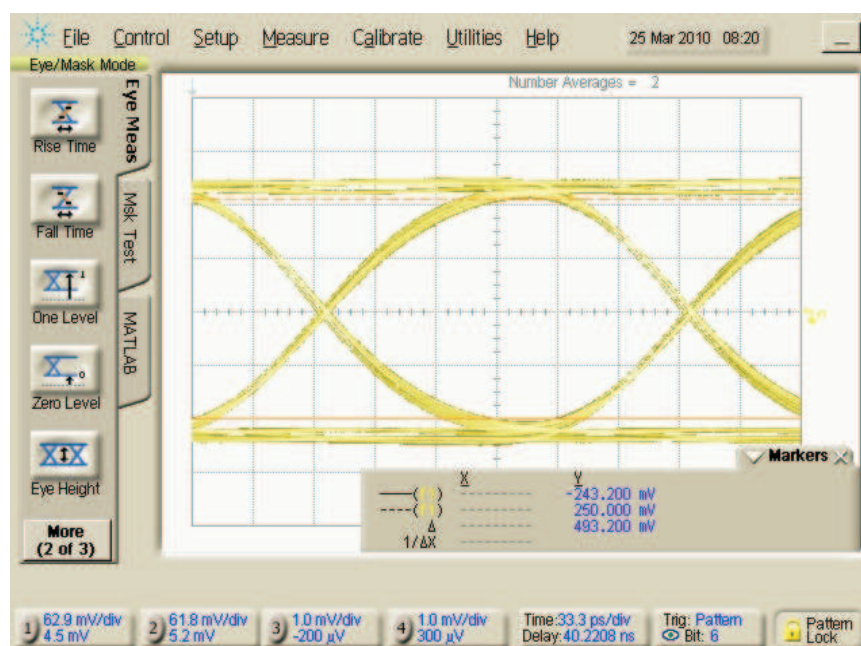 File Control Setup Measure Calibrate Utilities Help 25 Mar 2010 08:20
Eye/Mask Mode
Number Averages = 2
Eye Meas
Msk Test
MATLAB
Rise Time
Fall Time
One Level
Zero Level
Eye Height
More
(2 of 3)
Markers
X Y
-243.200 mV
250.000 mV
Δ 493.200 mV
1/ΔX
1) 62.9 mV/div
4.5 mV
2) 61.8 mV/div
5.2 mV
3) 1.0 mV/div
-200 µV
4) 1.0 mV/div
300 µV
Time:33.3 ps/div
Delay:40.2208 ns
Trig: Pattern
Bit: 6
Pattern
Lock